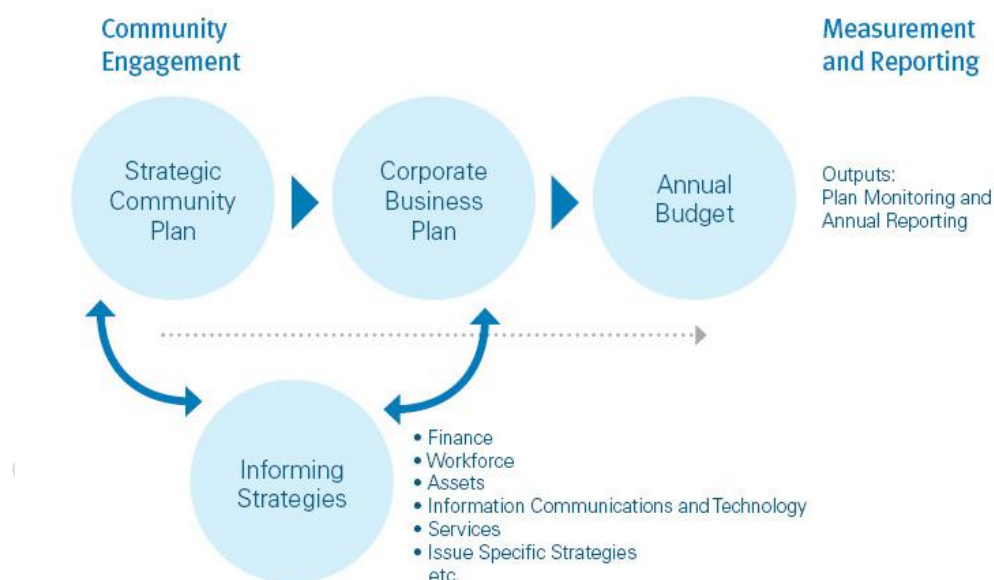 Community
Engagement
Measurement
and Reporting
Strategic
Community
Plan
Corporate
Business
Plan
Annual
Budget
Outputs:
Plan Monitoring and
Annual Reporting
Informing
Strategies
• Finance
• Workforce
• Assets
• Information Communications and Technology
• Services
• Issue Specific Strategies
etc.